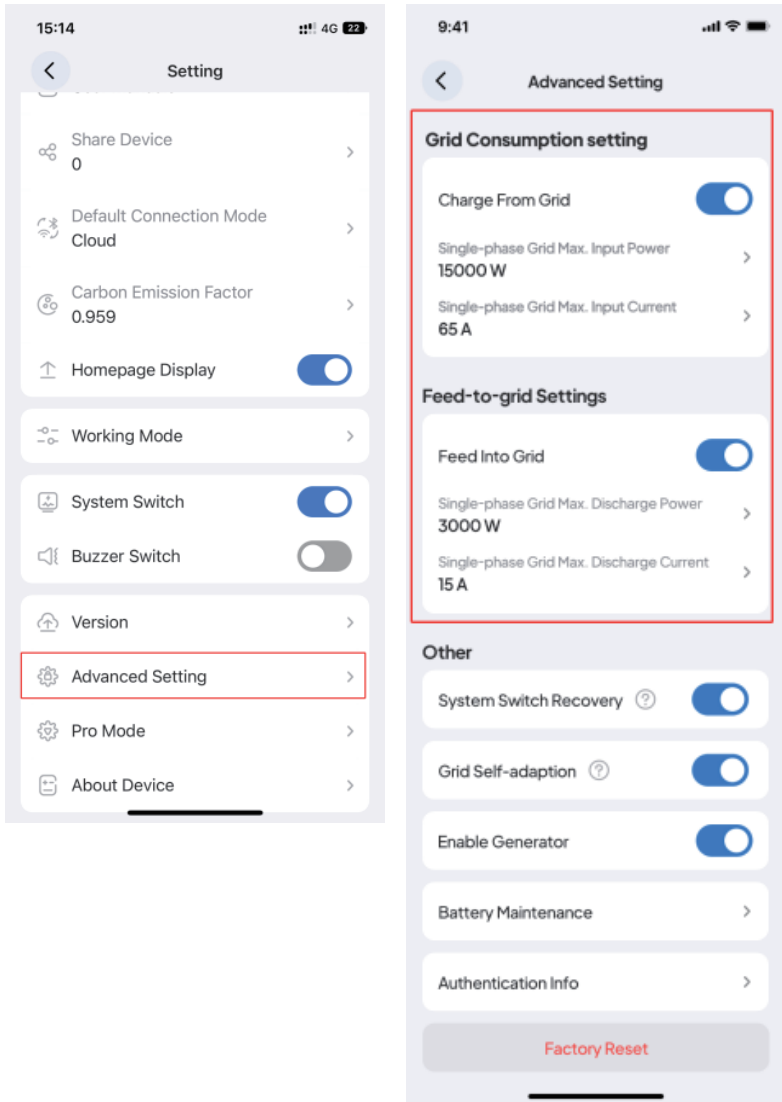 15:14
4G 22
Setting
Share Device
0
Default Connection Mode
Cloud
Carbon Emission Factor
0.959
Homepage Display
Working Mode
System Switch
Buzzer Switch
Version
Advanced Setting
Pro Mode
About Device
9:41
Advanced Setting
Grid Consumption setting
Charge From Grid
Single-phase Grid Max. Input Power
15000 W
Single-phase Grid Max. Input Current
65 A
Feed-to-grid Settings
Feed Into Grid
Single-phase Grid Max. Discharge Power
3000 W
Single-phase Grid Max. Discharge Current
15 A
Other
System Switch Recovery ?
Grid Self-adaption ?
Enable Generator
Battery Maintenance
Authentication Info
Factory Reset